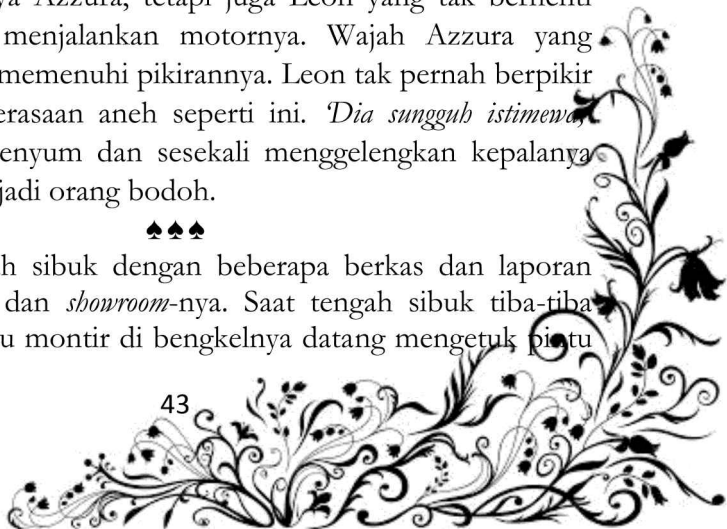 Azzura, tetapi juga Leon yang tak berhenti
menjalankan motornya. Wajah Azzura yang
memenuhi pikirannya. Leon tak pernah berpikir
erasaan aneh seperti ini. Dia sungguh istimewa,
enyum dan sesekali menggelengkan kepalanya
jadi orang bodoh.
♠♠♠
h sibuk dengan beberapa berkas dan laporan
dan showroom-nya. Saat tengah sibuk tiba-tiba
u montir di bengkelnya datang mengetuk pintu
43